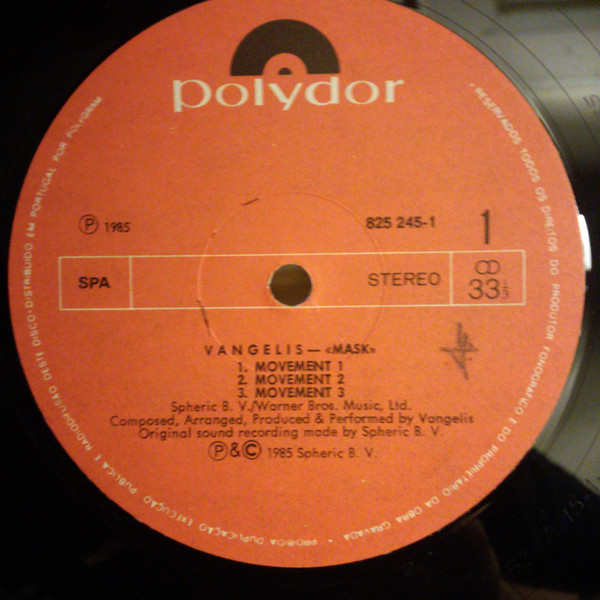 polydor
℗ 1985
825 245-1
1
SPA
STEREO
33 1/3
VANGELIS — «MASK»
1. MOVEMENT 1
2. MOVEMENT 2
3. MOVEMENT 3
Spheric B. V./Warner Bros. Music, Ltd.
Composed, Arranged, Produced & Performed by Vangelis
Original sound recording made by Spheric B. V.
℗&© 1985 Spheric B. V.
• RESERVADOS TODOS OS DIREITOS DO PRODUTOR FONOGRÁFICO E DO PROPRIETÁRIO DA OBRA GRAVADA • PROIBIDA DUPLICAÇÃO EXECUÇÃO PUBLICA E RADIODIFUSÃO DESTE DISCO • DISTRIBUIDO EM PORTUGAL POR POLYGRAM